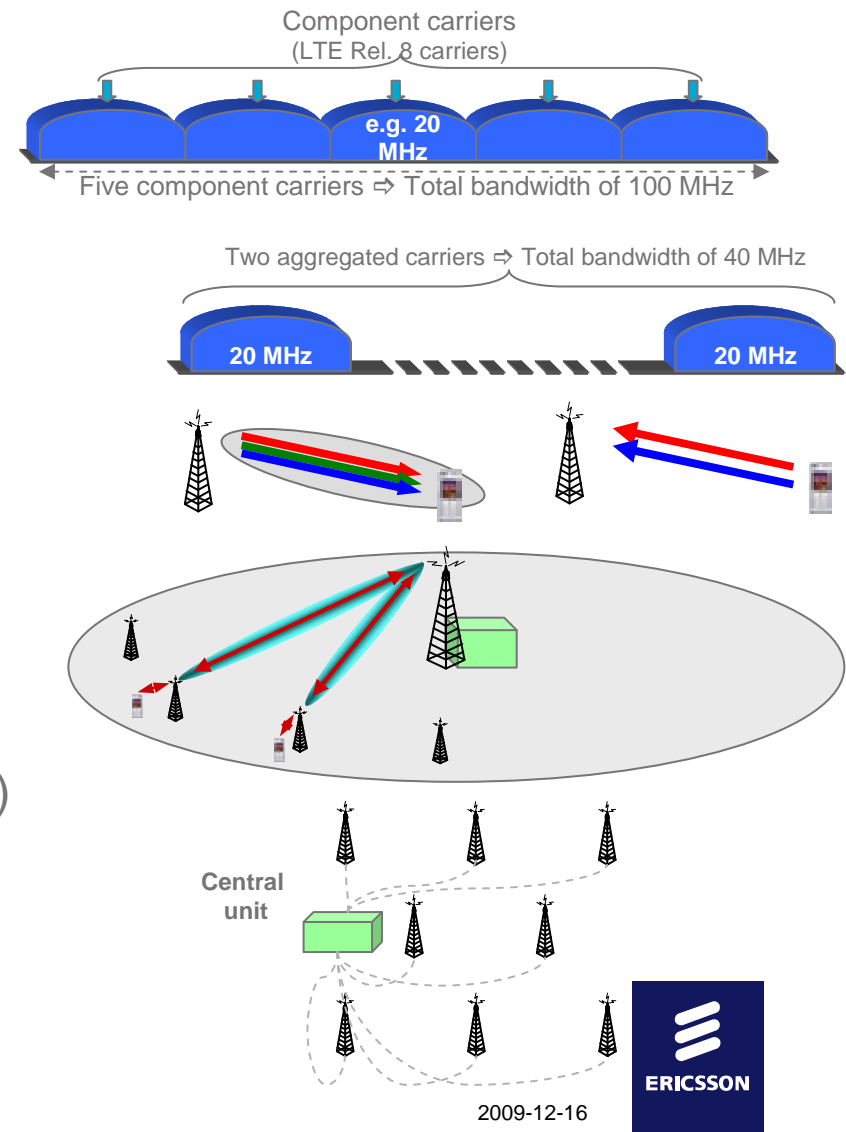 Component carriers
(LTE Rel. 8 carriers)
e.g. 20
MHz
Five component carriers ⇨ Total bandwidth of 100 MHz
Two aggregated carriers ⇨ Total bandwidth of 40 MHz
20 MHz
20 MHz
)
Central
unit
ERICSSON
2009-12-16